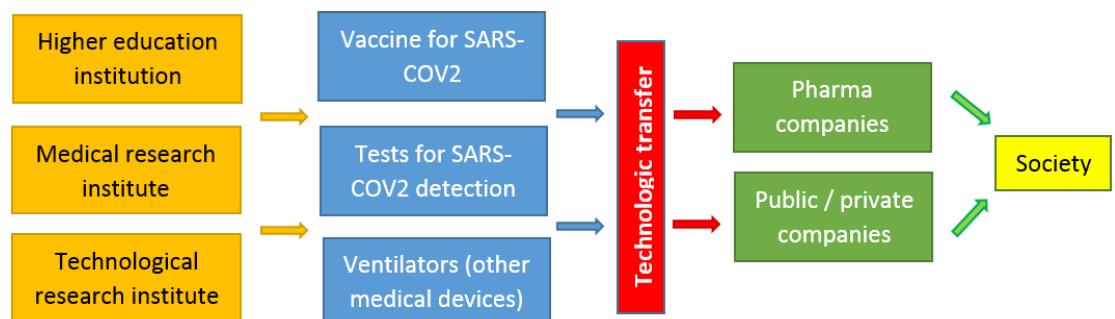 Higher education
institution
Medical research
institute
Technological
research institute
Vaccine for SARS-
COV2
Tests for SARS-
COV2 detection
Ventilators (other
medical devices)
Technologic transfer
Pharma
companies
Public / private
companies
Society